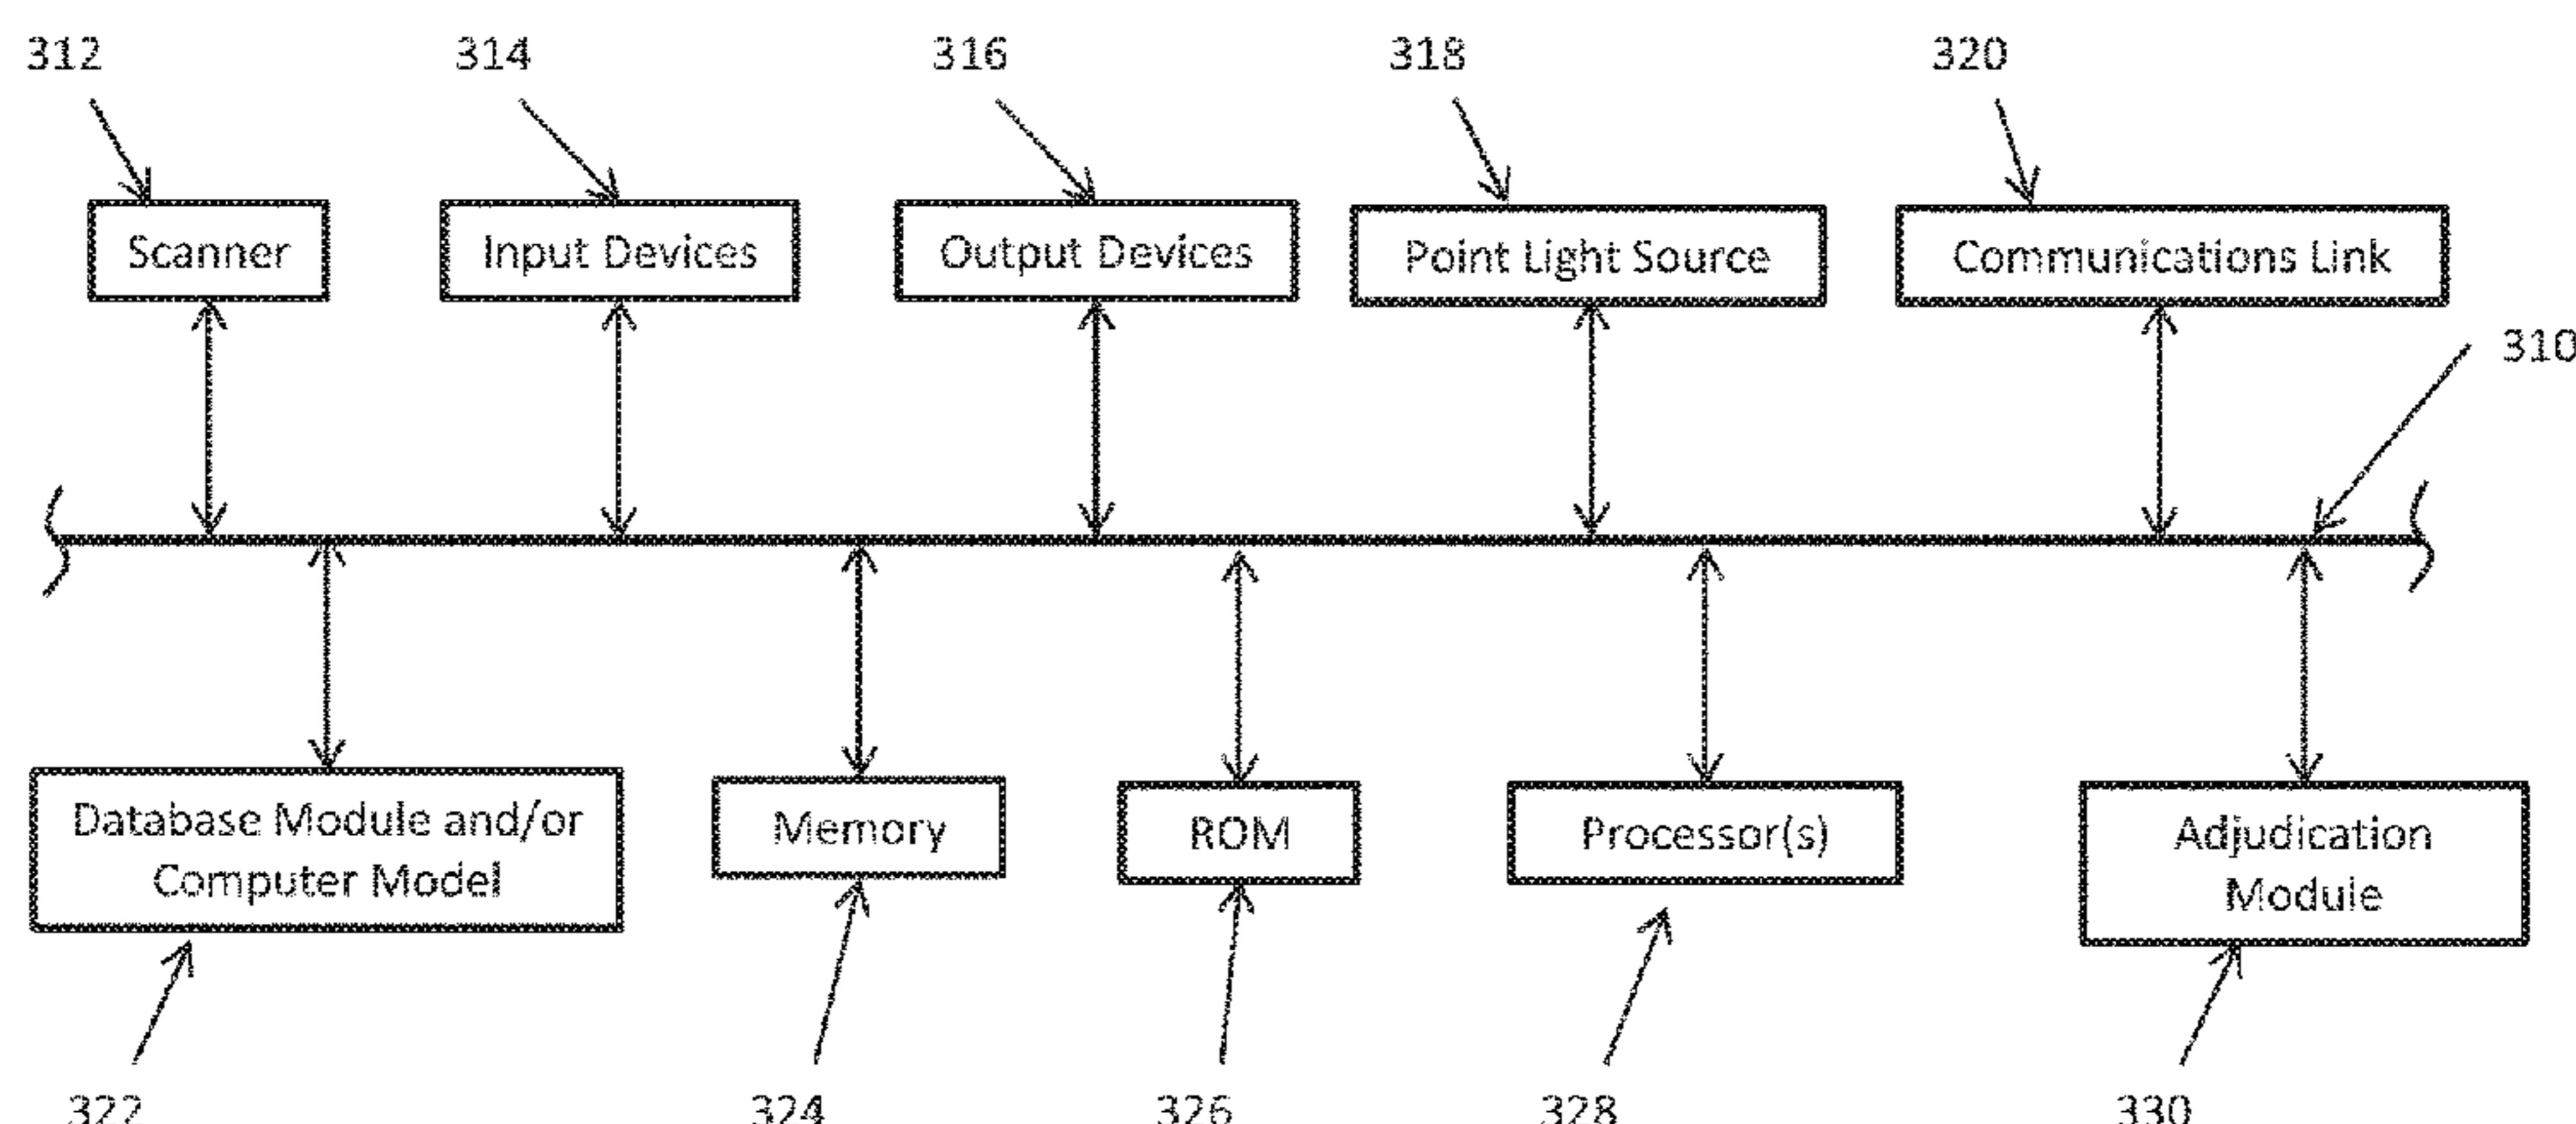 312
314
316
318
320
Scanner
Input Devices
Output Devices
Point Light Source
Communications Link
310
Database Module and/or
Computer Model
Memory
ROM
Processor(s)
Adjudication
Module
322
324
326
328
330